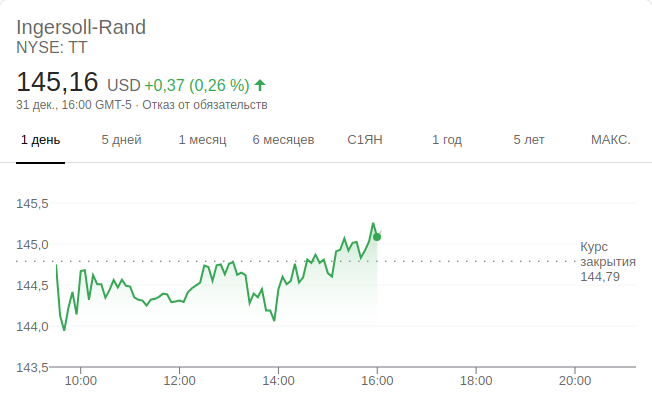 Ingersoll-Rand
NYSE: TT
145,16 USD +0,37 (0,26 %)
31 дек., 16:00 GMT-5 · Отказ от обязательств
1 день 5 дней 1 месяц 6 месяцев С1ЯН 1 год 5 лет МАКС.
145,5
145,0
Курс
закрытия
144,79
144,5
144,0
143,5
10:00 12:00 14:00 16:00 18:00 20:00